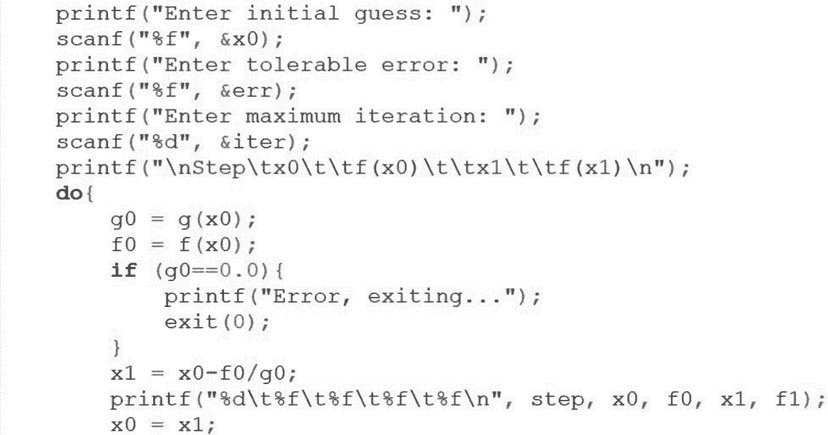 printf("Enter initial guess: ");
scanf("%f", &x0);
printf("Enter tolerable error: ");
scanf("%f", &err);
printf("Enter maximum iteration: ");
scanf("%d", &iter);
printf("\nStep\tx0\t\tf(x0)\t\tx1\t\tf(x1)\n");
do{
g0 = g(x0);
f0 = f(x0);
if (g0==0.0){
printf("Error, exiting...");
exit(0);
}
x1 = x0-f0/g0;
printf("%d\t%f\t%f\t%f\t%f\n", step, x0, f0, x1, f1);
x0 = x1;